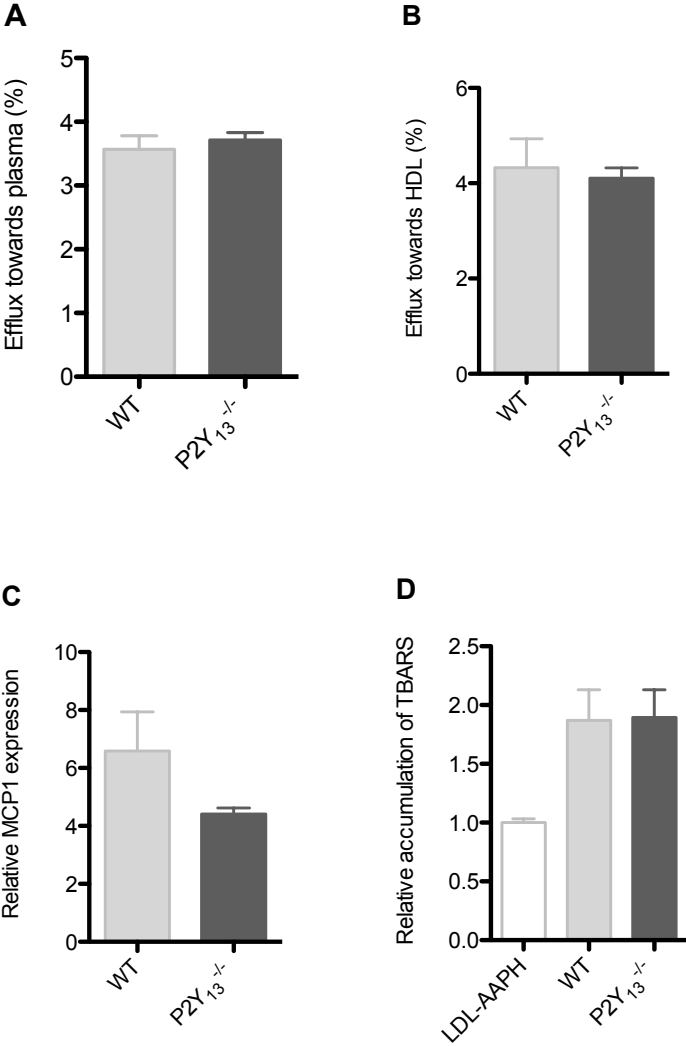 A
Efflux towards plasma (%)
5
4
3
2
1
0
WT
P2Y13-/-
B
Efflux towards HDL (%)
6
4
2
0
WT
P2Y13-/-
C
Relative MCP1 expression
10
8
6
4
2
0
WT
P2Y13-/-
D
Relative accumulation of TBARS
2.5
2.0
1.5
1.0
0.5
0.0
LDL-AAPH
WT
P2Y13-/-